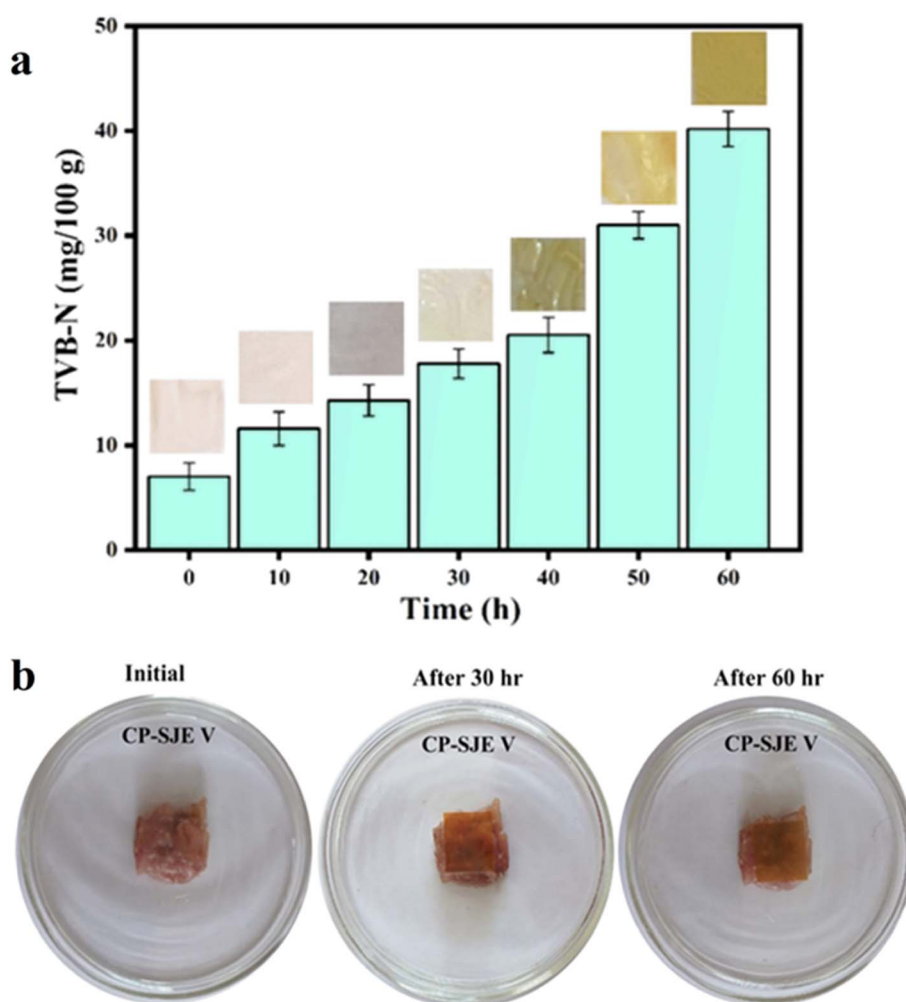 a
TVB-N (mg/100 g)
50
40
30
20
10
0
0 10 20 30 40 50 60
Time (h)
b
Initial After 30 hr After 60 hr
CP-SJE V CP-SJE V CP-SJE V